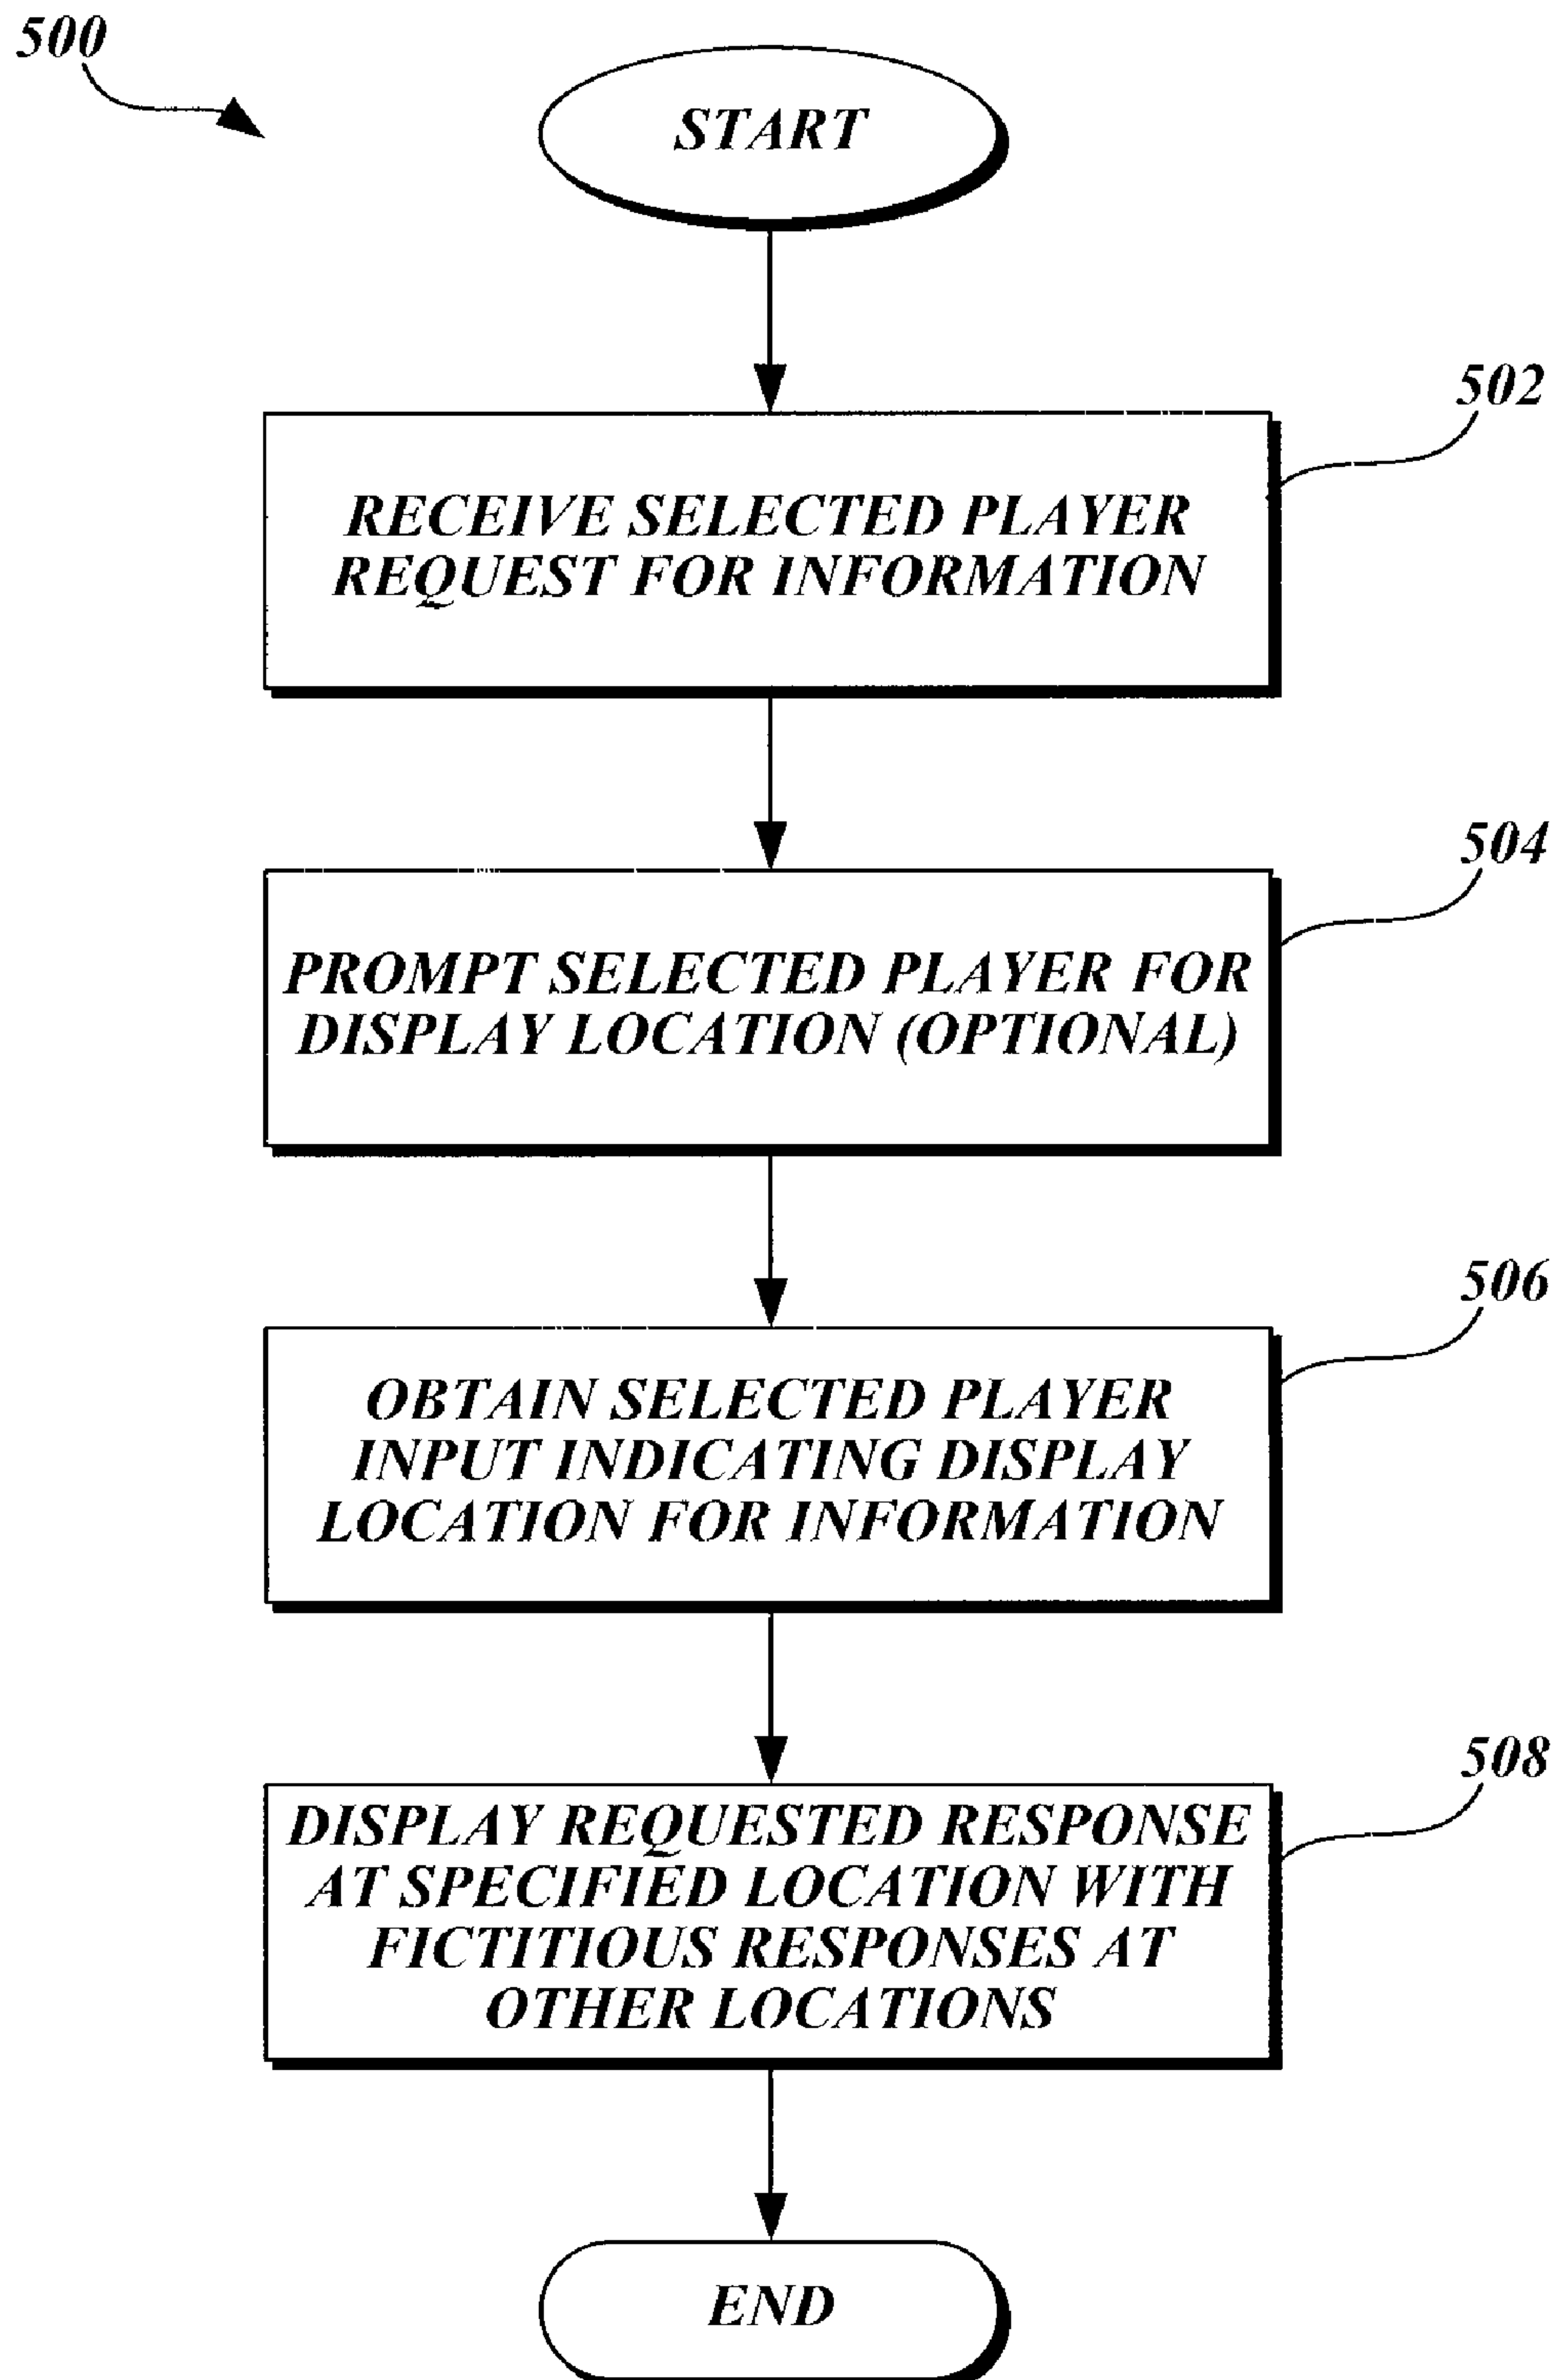 500
START
502
RECEIVE SELECTED PLAYER
REQUEST FOR INFORMATION
504
PROMPT SELECTED PLAYER FOR
DISPLAY LOCATION (OPTIONAL)
506
OBTAIN SELECTED PLAYER
INPUT INDICATING DISPLAY
LOCATION FOR INFORMATION
508
DISPLAY REQUESTED RESPONSE
AT SPECIFIED LOCATION WITH
FICTITIOUS RESPONSES AT
OTHER LOCATIONS
END